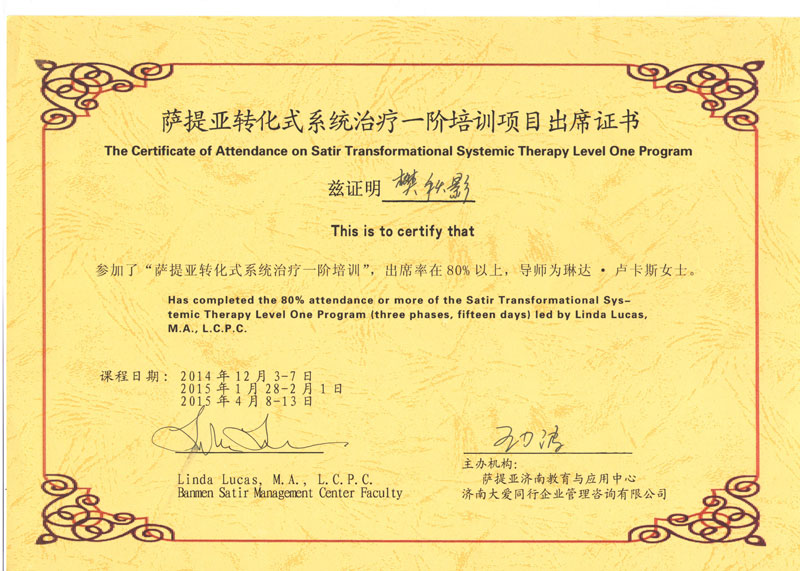 萨提亚转化式系统治疗一阶培训项目出席证书
The Certificate of Attendance on Satir Transformational Systemic Therapy Level One Program
兹证明 樊秋影
This is to certify that
参加了“萨提亚转化式系统治疗一阶培训”，出席率在80%以上，导师为琳达·卢卡斯女士。
Has completed the 80% attendance or more of the Satir Transformational Sys-
temic Therapy Level One Program (three phases, fifteen days) led by Linda Lucas,
M.A., L.C.P.C.
课程日期： 2014年12月3-7日
2015年1月28-2月1日
2015年4月8-13日
Linda Lucas, M.A., L.C.P.C.
Banmen Satir Management Center Faculty
主办机构：
萨提亚济南教育与应用中心
济南大爱同行企业管理咨询有限公司